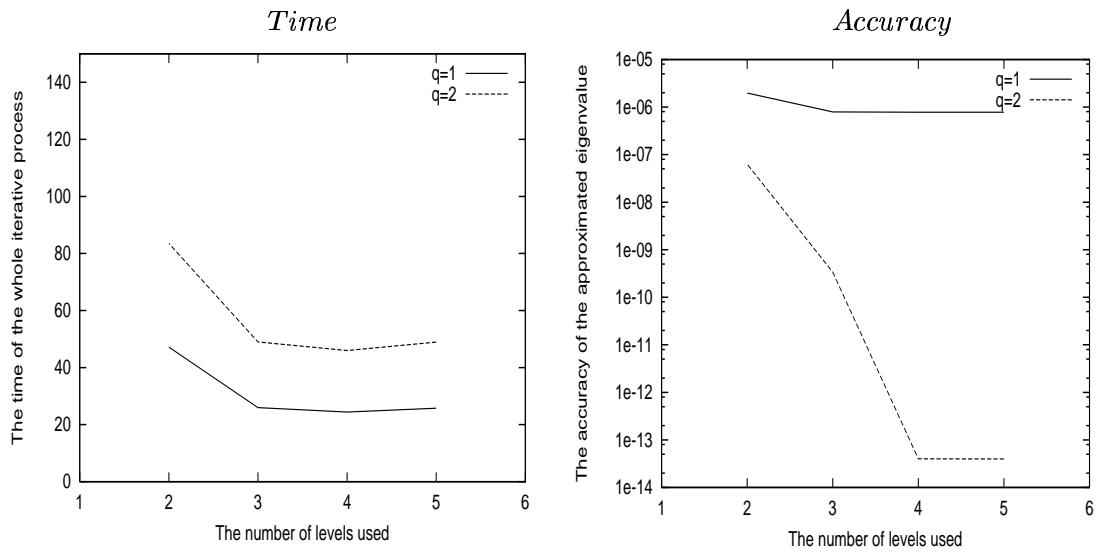 Time
The time of the whole iterative process
140
120
100
80
60
40
20
0
q=1
q=2
1 2 3 4 5 6
The number of levels used
Accuracy
The accuracy of the approximated eigenvalue
1e-05
1e-06
1e-07
1e-08
1e-09
1e-10
1e-11
1e-12
1e-13
1e-14
q=1
q=2
1 2 3 4 5 6
The number of levels used